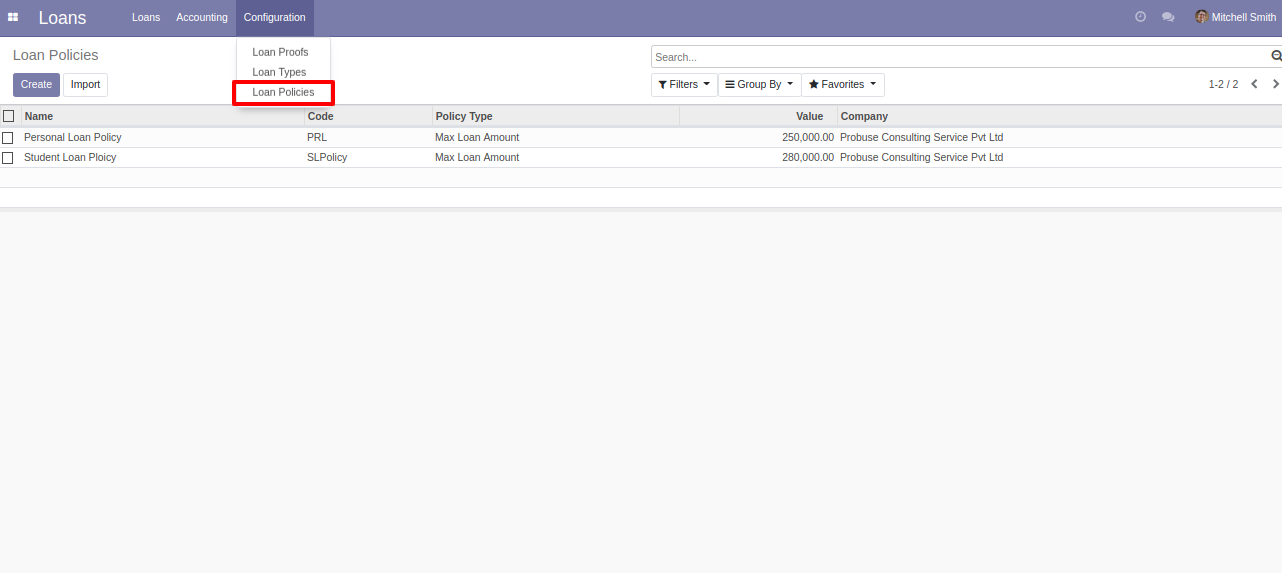 Loans Loans Accounting Configuration Mitchell Smith
Loan Policies Loan Proofs Search...
Loan Types
Create Import Loan Policies Filters Group By Favorites 1-2 / 2
Name Code Policy Type Value Company
Personal Loan Policy PRL Max Loan Amount 250,000.00 Probuse Consulting Service Pvt Ltd
Student Loan Ploicy SLPolicy Max Loan Amount 280,000.00 Probuse Consulting Service Pvt Ltd